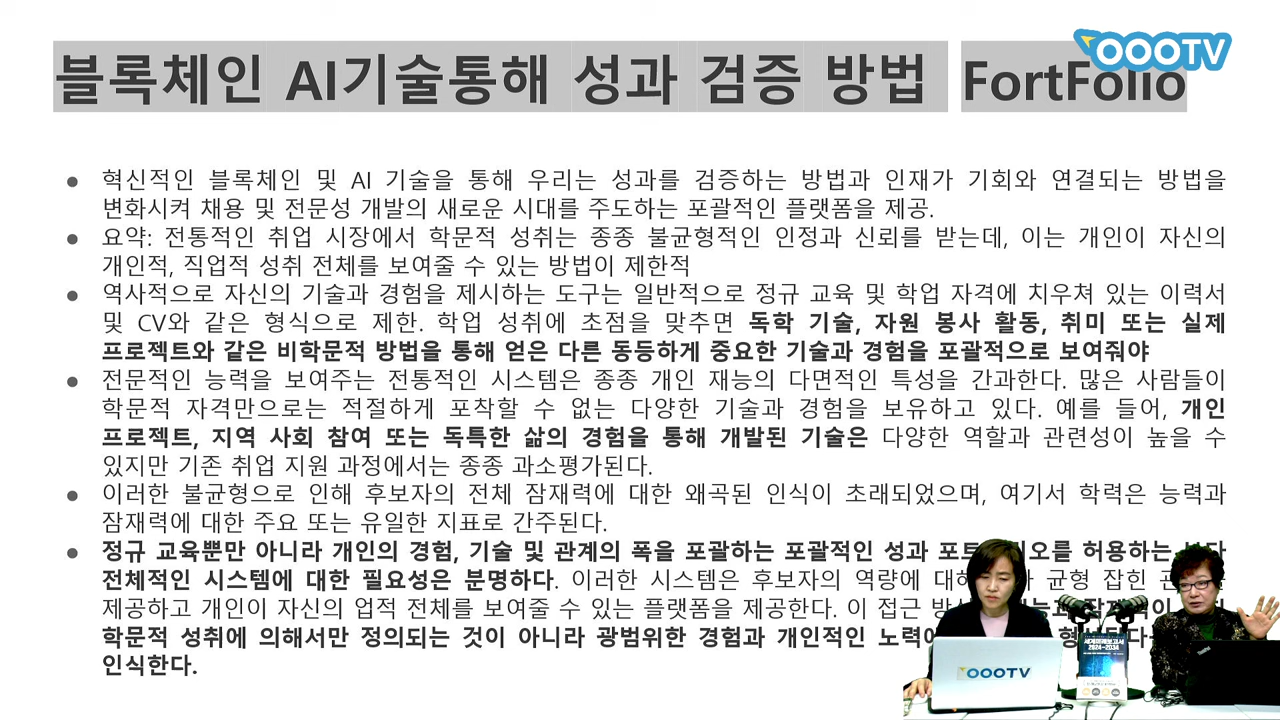 OOOTV
블록체인 AI기술통해 성과 검증 방법 FortFolio
● 혁신적인 블록체인 및 AI 기술을 통해 우리는 성과를 검증하는 방법과 인재가 기회와 연결되는 방법을
변화시켜 채용 및 전문성 개발의 새로운 시대를 주도하는 포괄적인 플랫폼을 제공.
● 요약: 전통적인 취업 시장에서 학문적 성취는 종종 불균형적인 인정과 신뢰를 받는데, 이는 개인이 자신의
개인적, 직업적 성취 전체를 보여줄 수 있는 방법이 제한적
● 역사적으로 자신의 기술과 경험을 제시하는 도구는 일반적으로 정규 교육 및 학업 자격에 치우쳐 있는 이력서
및 CV와 같은 형식으로 제한. 학업 성취에 초점을 맞추면 독학 기술, 자원 봉사 활동, 취미 또는 실제
프로젝트와 같은 비학문적 방법을 통해 얻은 다른 동등하게 중요한 기술과 경험을 포괄적으로 보여줘야
● 전문적인 능력을 보여주는 전통적인 시스템은 종종 개인 재능의 다면적인 특성을 간과한다. 많은 사람들이
학문적 자격만으로는 적절하게 포착할 수 없는 다양한 기술과 경험을 보유하고 있다. 예를 들어, 개인
프로젝트, 지역 사회 참여 또는 독특한 삶의 경험을 통해 개발된 기술은 다양한 역할과 관련성이 높을 수
있지만 기존 취업 지원 과정에서는 종종 과소평가된다.
● 이러한 불균형으로 인해 후보자의 전체 잠재력에 대한 왜곡된 인식이 초래되었으며, 여기서 학력은 능력과
잠재력에 대한 주요 또는 유일한 지표로 간주된다.
● 정규 교육뿐만 아니라 개인의 경험, 기술 및 관계의 폭을 포괄하는 포괄적인 성과 허용하는
전체적인 시스템에 대한 필요성은 분명하다. 이러한 시스템은 후보자의 역량에 균형 잡힌
제공하고 개인이 자신의 업적 전체를 보여줄 수 있는 플랫폼을 제공한다. 이 접근
학문적 성취에 의해서만 정의되는 것이 아니라 광범위한 경험과 개인적인
인식한다.
OOOTV
2024~2034